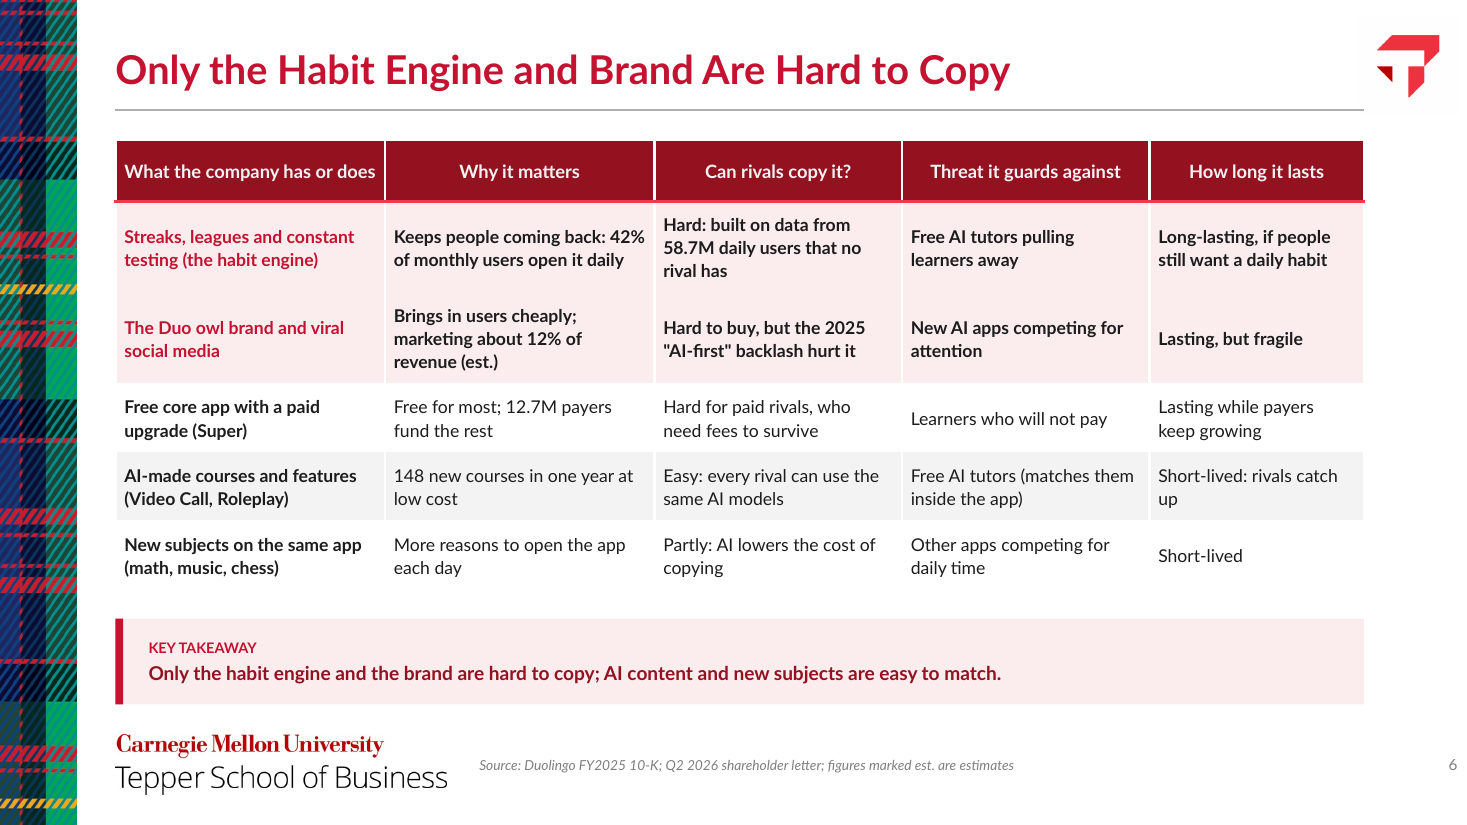 Only the Habit Engine and Brand Are Hard to Copy
What the company has or does
Why it matters
Can rivals copy it?
Threat it guards against
How long it lasts
Streaks, leagues and constant
testing (the habit engine)
Keeps people coming back: 42%
of monthly users open it daily
Hard: built on data from
58.7M daily users that no
rival has
Free AI tutors pulling
learners away
Long-lasting, if people
still want a daily habit
The Duo owl brand and viral
social media
Brings in users cheaply;
marketing about 12% of
revenue (est.)
Hard to buy, but the 2025
"AI-first" backlash hurt it
New AI apps competing for
attention
Lasting, but fragile
Free core app with a paid
upgrade (Super)
Free for most; 12.7M payers
fund the rest
Hard for paid rivals, who
need fees to survive
Learners who will not pay
Lasting while payers
keep growing
AI-made courses and features
(Video Call, Roleplay)
148 new courses in one year at
low cost
Easy: every rival can use the
same AI models
Free AI tutors (matches them
inside the app)
Short-lived: rivals catch
up
New subjects on the same app
(math, music, chess)
More reasons to open the app
each day
Partly: AI lowers the cost of
copying
Other apps competing for
daily time
Short-lived
KEY TAKEAWAY
Only the habit engine and the brand are hard to copy; AI content and new subjects are easy to match.
Carnegie Mellon University
Tepper School of Business
Source: Duolingo FY2025 10-K; Q2 2026 shareholder letter; figures marked est. are estimates
6